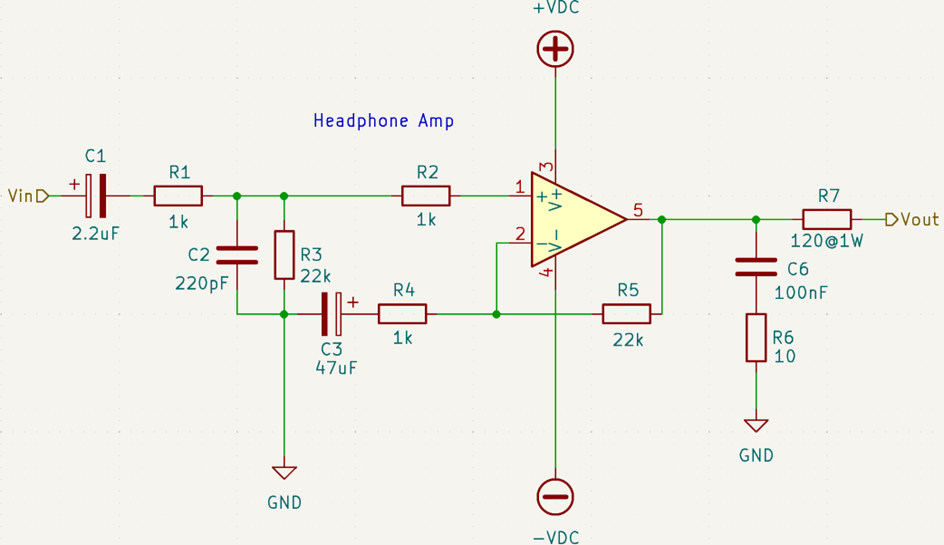 +VDC
Headphone Amp
C1
+
Vin
2.2uF
R1
1k
R2
1k
C2
220pF
R3
22k
C3
47uF
+
R4
1k
3
1
+
V+
2
−
V-
4
5
R5
22k
R7
120@1W
Vout
C6
100nF
R6
10
GND
GND
−VDC